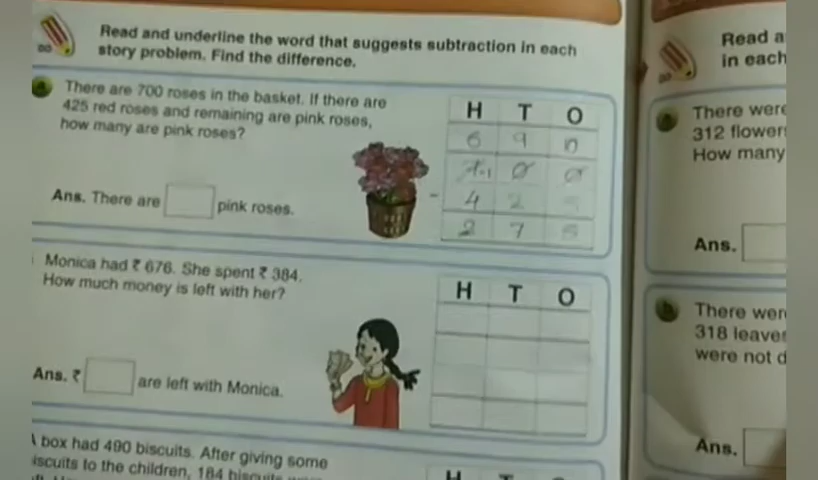 Read and underline the word that suggests subtraction in each
story problem. Find the difference.
There are 700 roses in the basket. If there are
425 red roses and remaining are pink roses,
how many are pink roses?
H T O
6 9 10
0 0
- 4 2 5
2 7 5
Ans. There are pink roses.
Monica had ₹ 676. She spent ₹ 384.
How much money is left with her?
H T O
Ans. ₹ are left with Monica.
A box had 490 biscuits. After giving some
biscuits to the children, 184 biscuits
H T
Read a
in each
There were
312 flower
How many
Ans.
There wer
318 leaves
were not d
Ans.